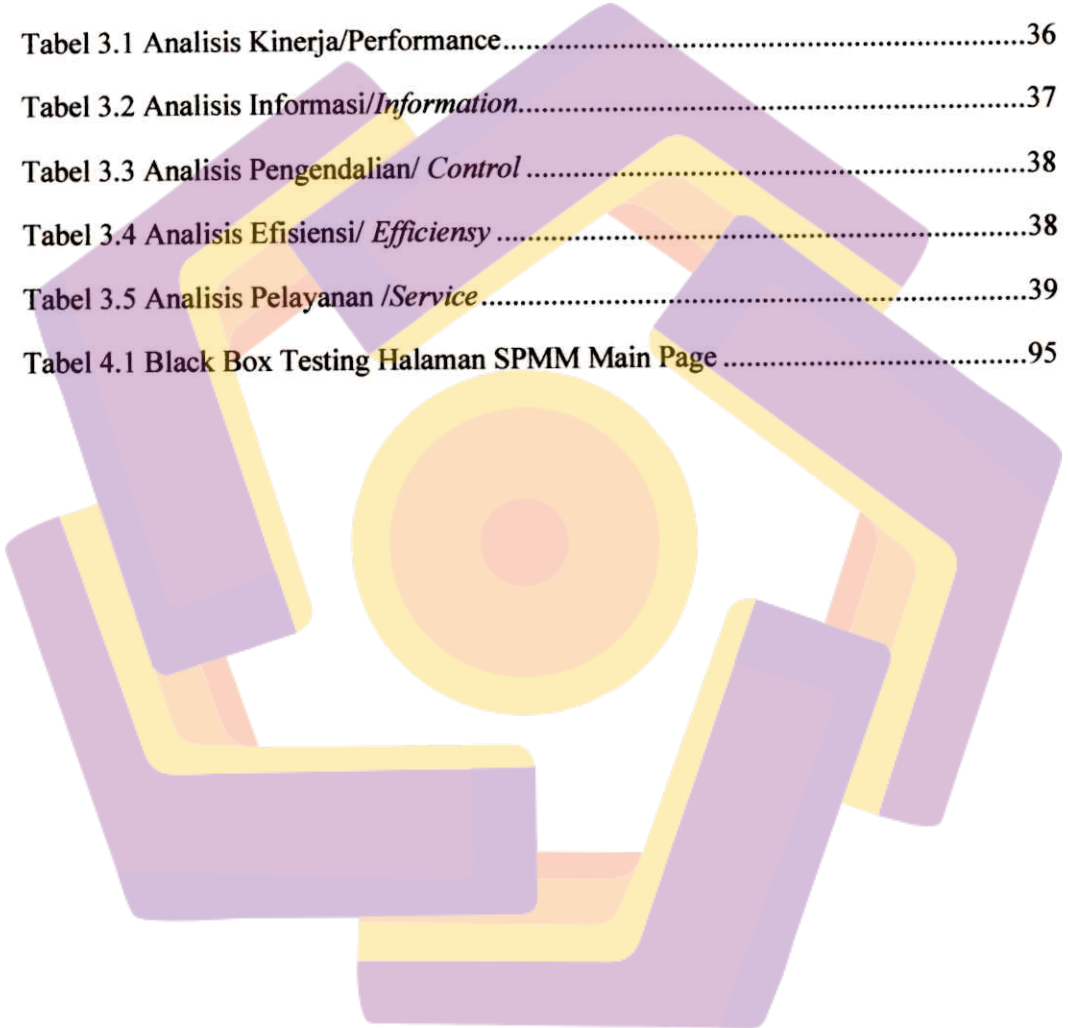 Tabel 3.1 Analisis Kinerja/Performance..................................................................................36
Tabel 3.2 Analisis Informasi/Information................................................................................37
Tabel 3.3 Analisis Pengendalian/ Control ...............................................................................38
Tabel 3.4 Analisis Efisiensi/ Efficiensy ....................................................................................38
Tabel 3.5 Analisis Pelayanan /Service......................................................................................39
Tabel 4.1 Black Box Testing Halaman SPMM Main Page ................................................95